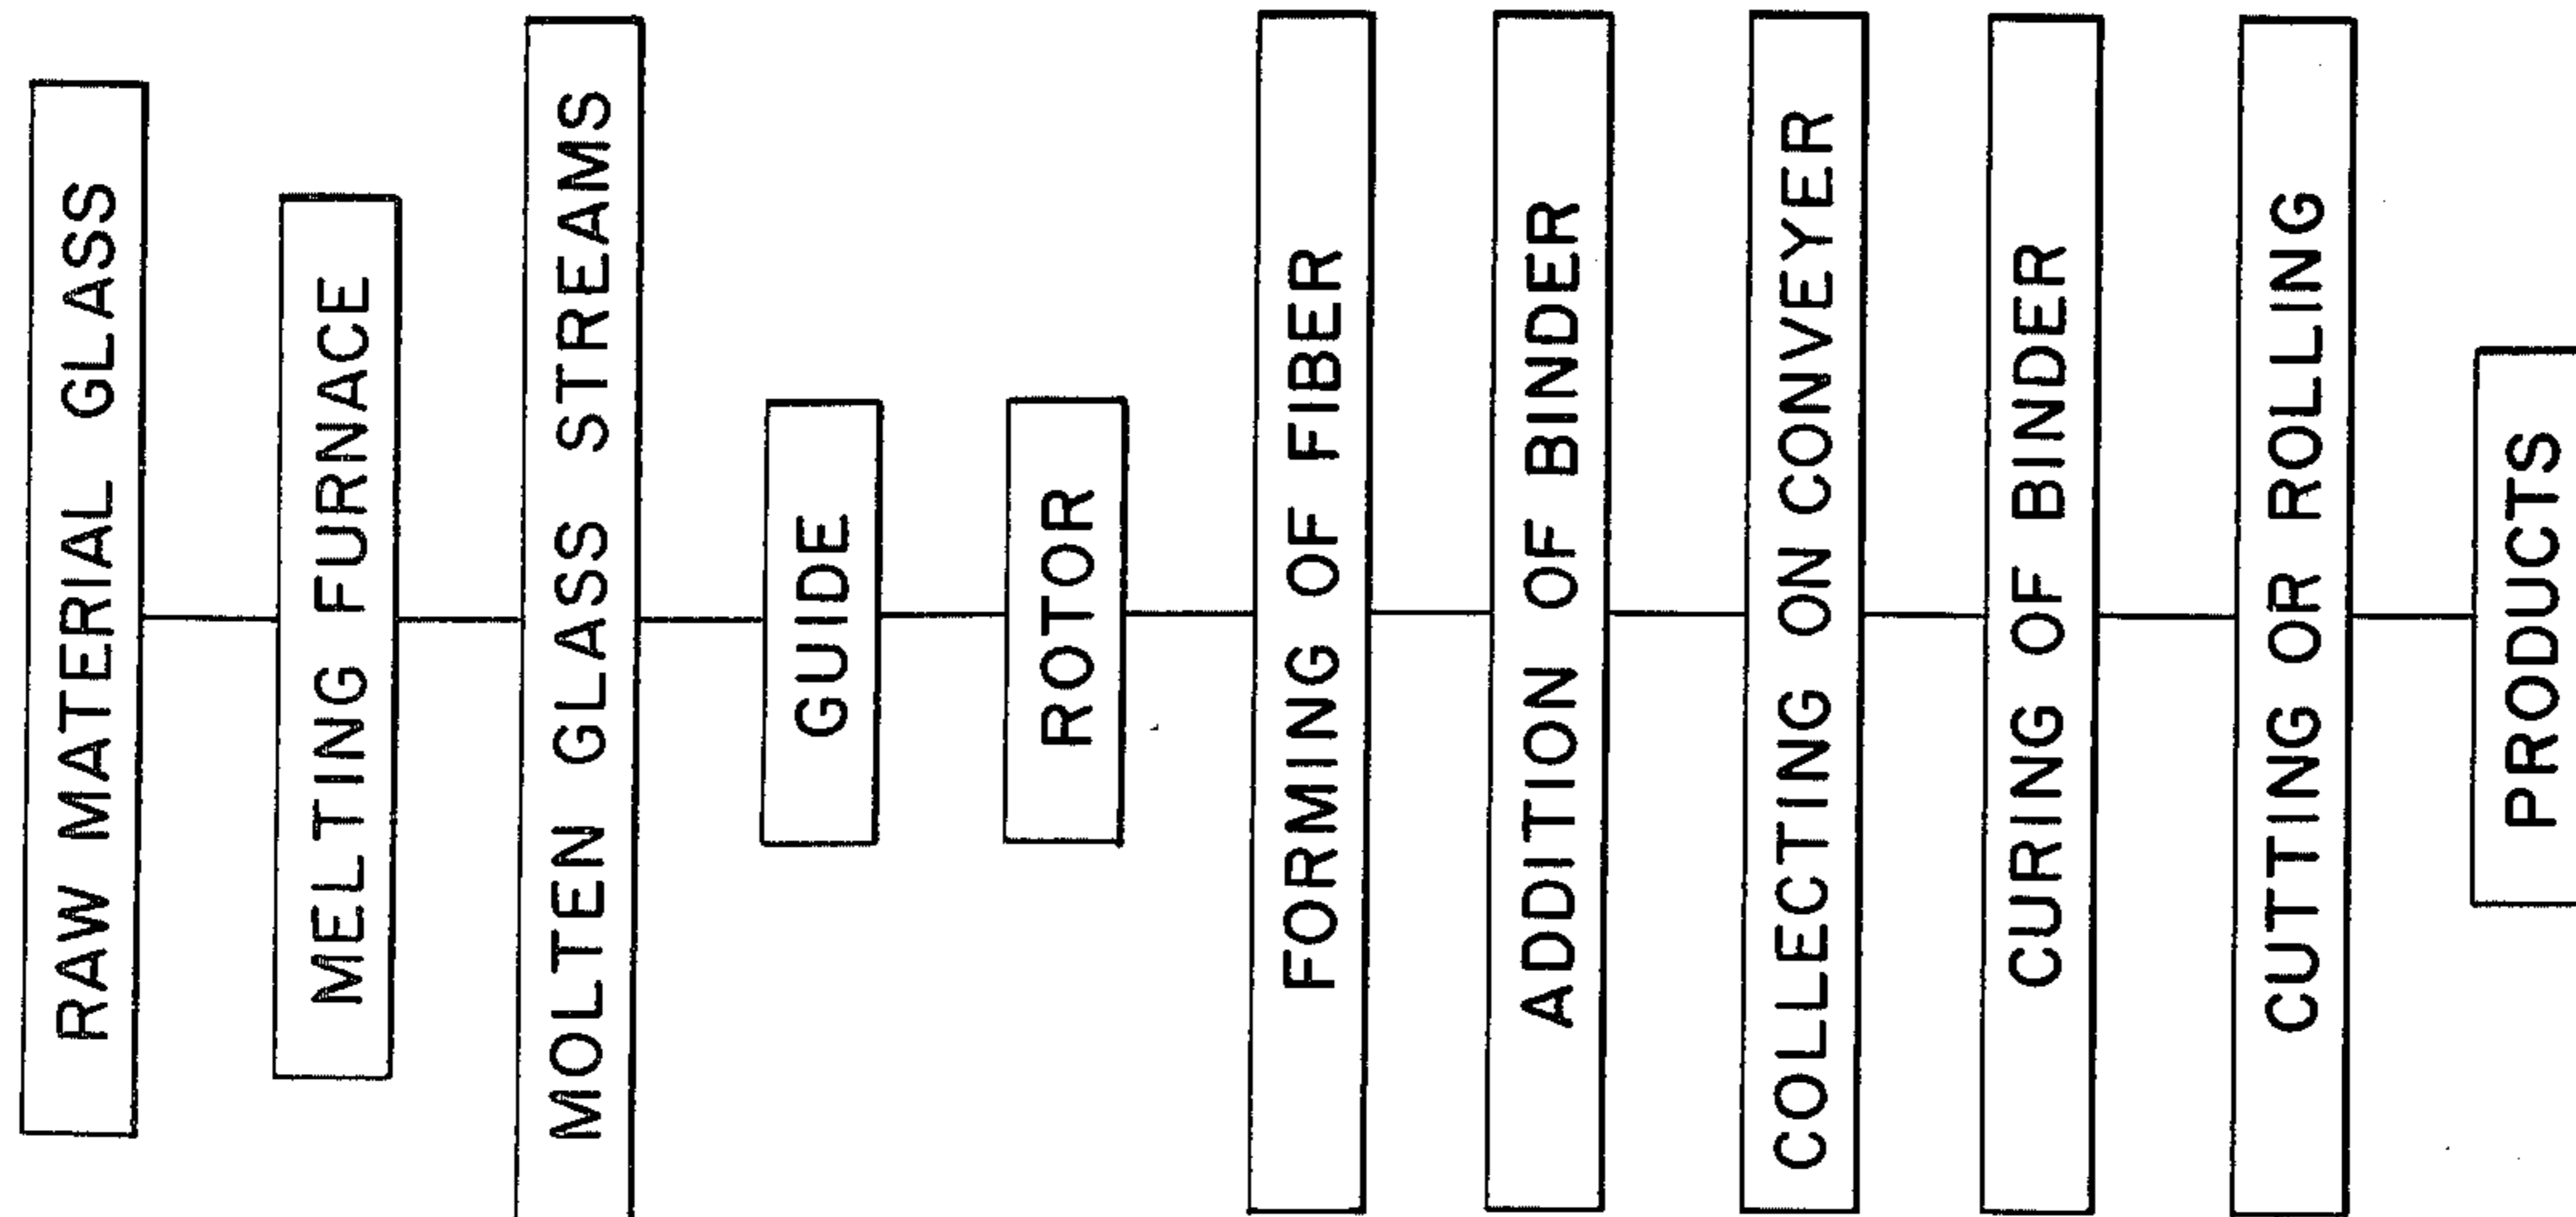 RAW MATERIAL GLASS
MELTING FURNACE
MOLTEN GLASS STREAMS
GUIDE
ROTOR
FORMING OF FIBER
ADDITION OF BINDER
COLLECTING ON CONVEYER
CURING OF BINDER
CUTTING OR ROLLING
PRODUCTS